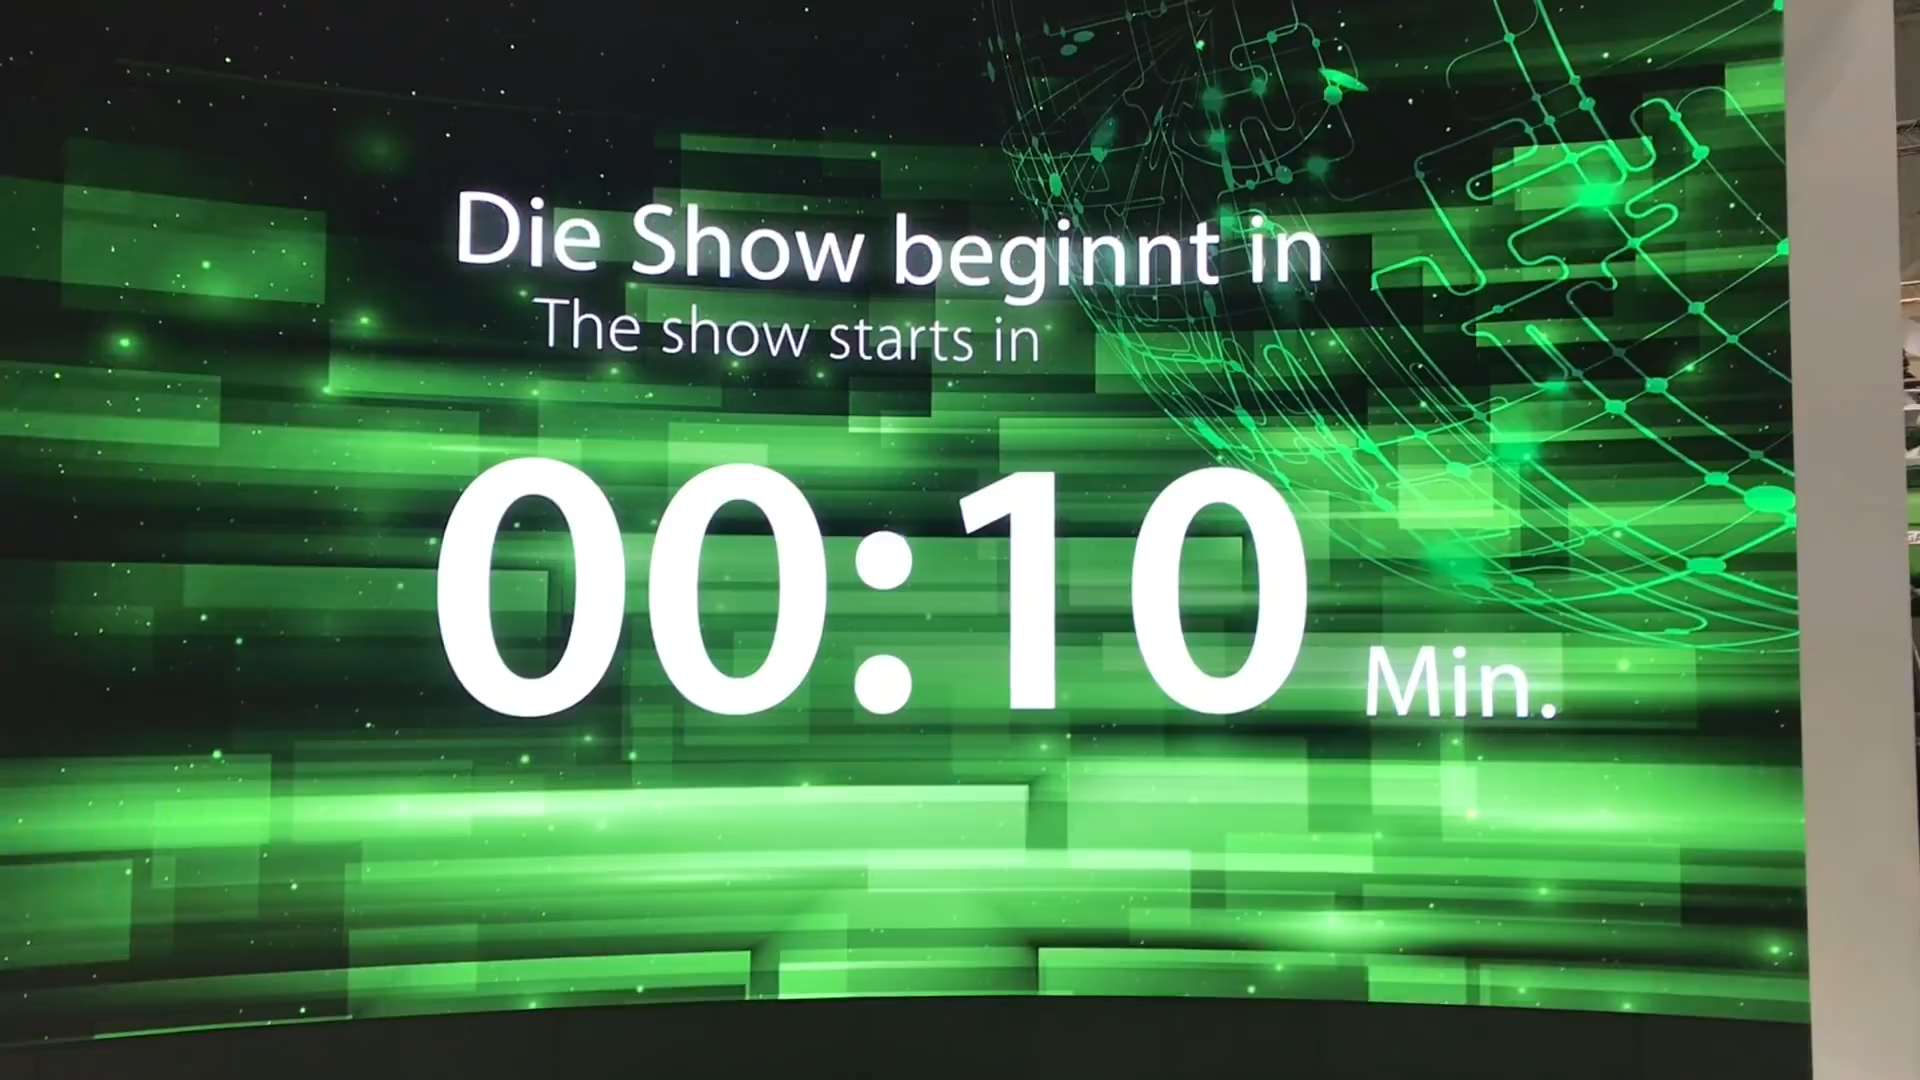 Die Show beginnt in
The show starts in
00:10 Min.